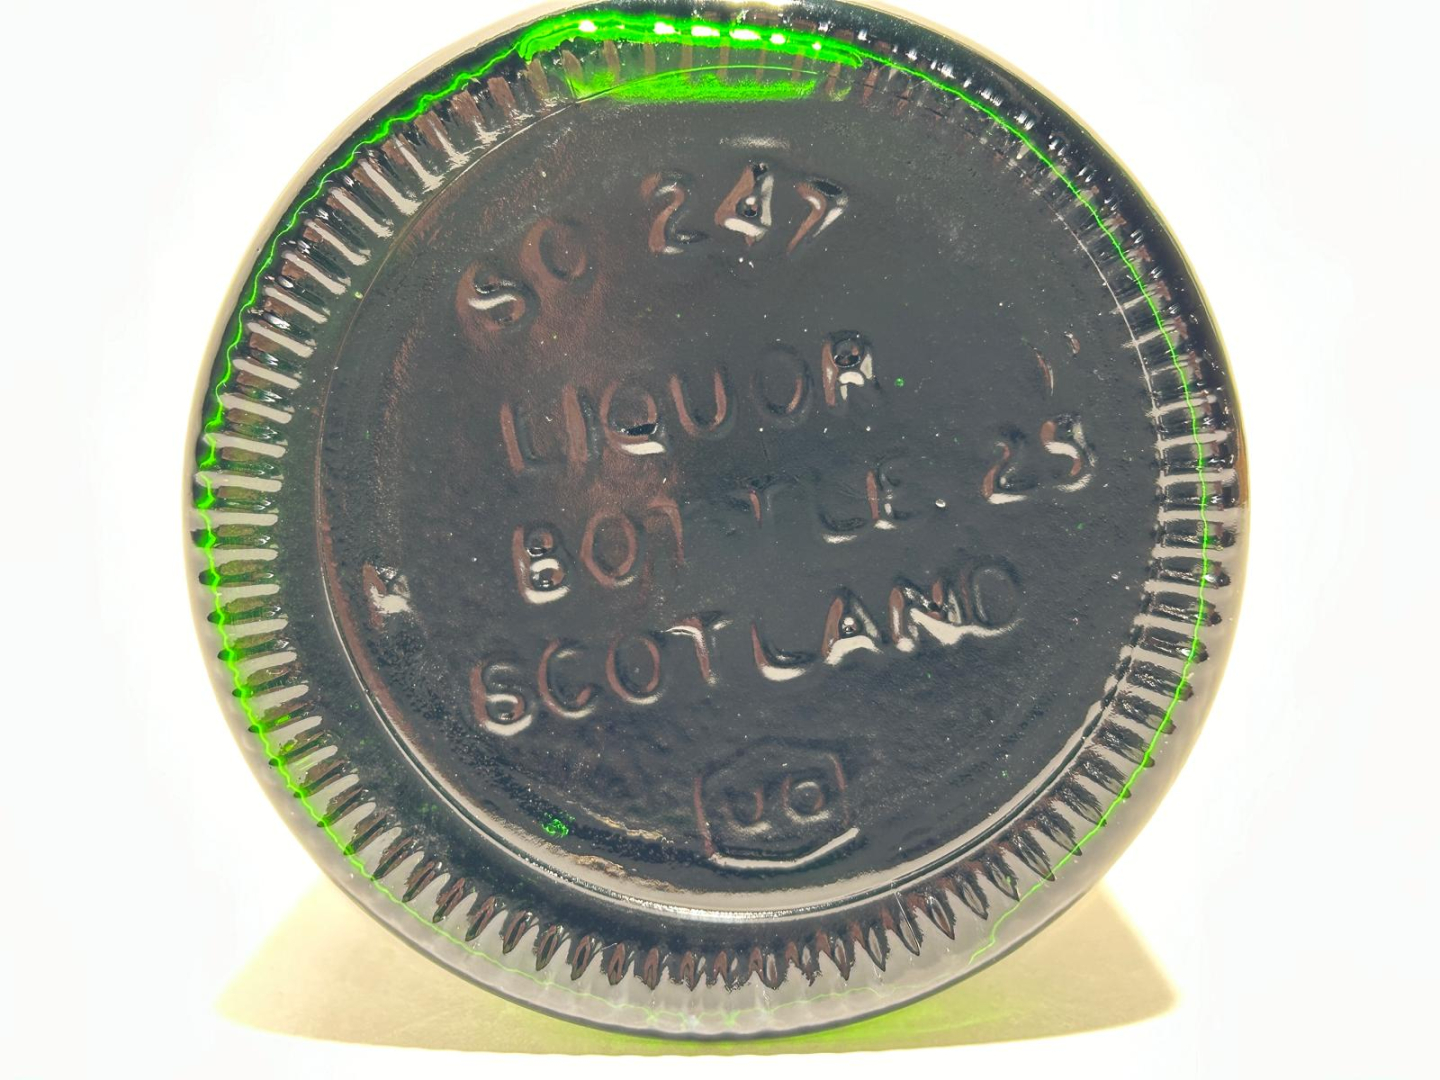 SC 247
LIQUOR
BOTTLE 25
SCOTLAND
UG